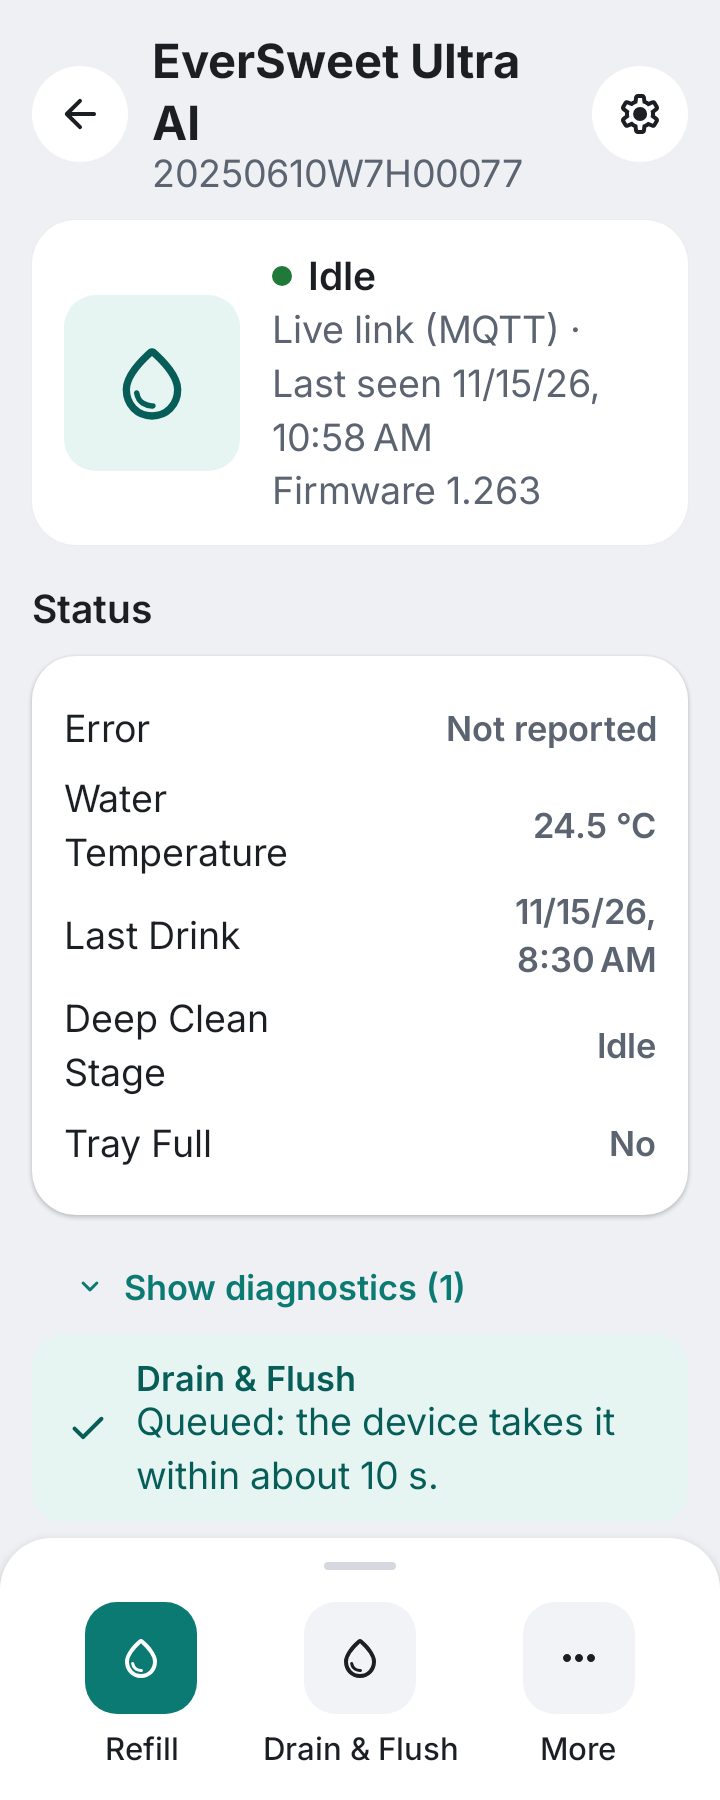 EverSweet Ultra
AI
20250610W7H00077
Idle
Live link (MQTT) ·
Last seen 11/15/26,
10:58 AM
Firmware 1.263
Status
Error
Not reported
Water
Temperature
24.5 °C
Last Drink
11/15/26,
8:30 AM
Deep Clean
Stage
Idle
Tray Full
No
Show diagnostics (1)
Drain & Flush
Queued: the device takes it
within about 10 s.
Refill
Drain & Flush
More